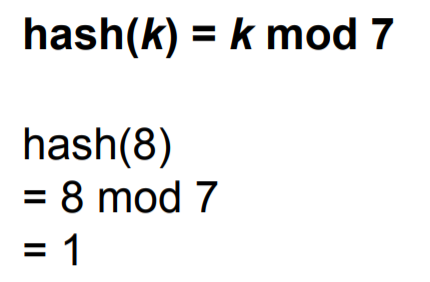 hash(k) = k mod 7
hash(8)
= 8 mod 7
= 1